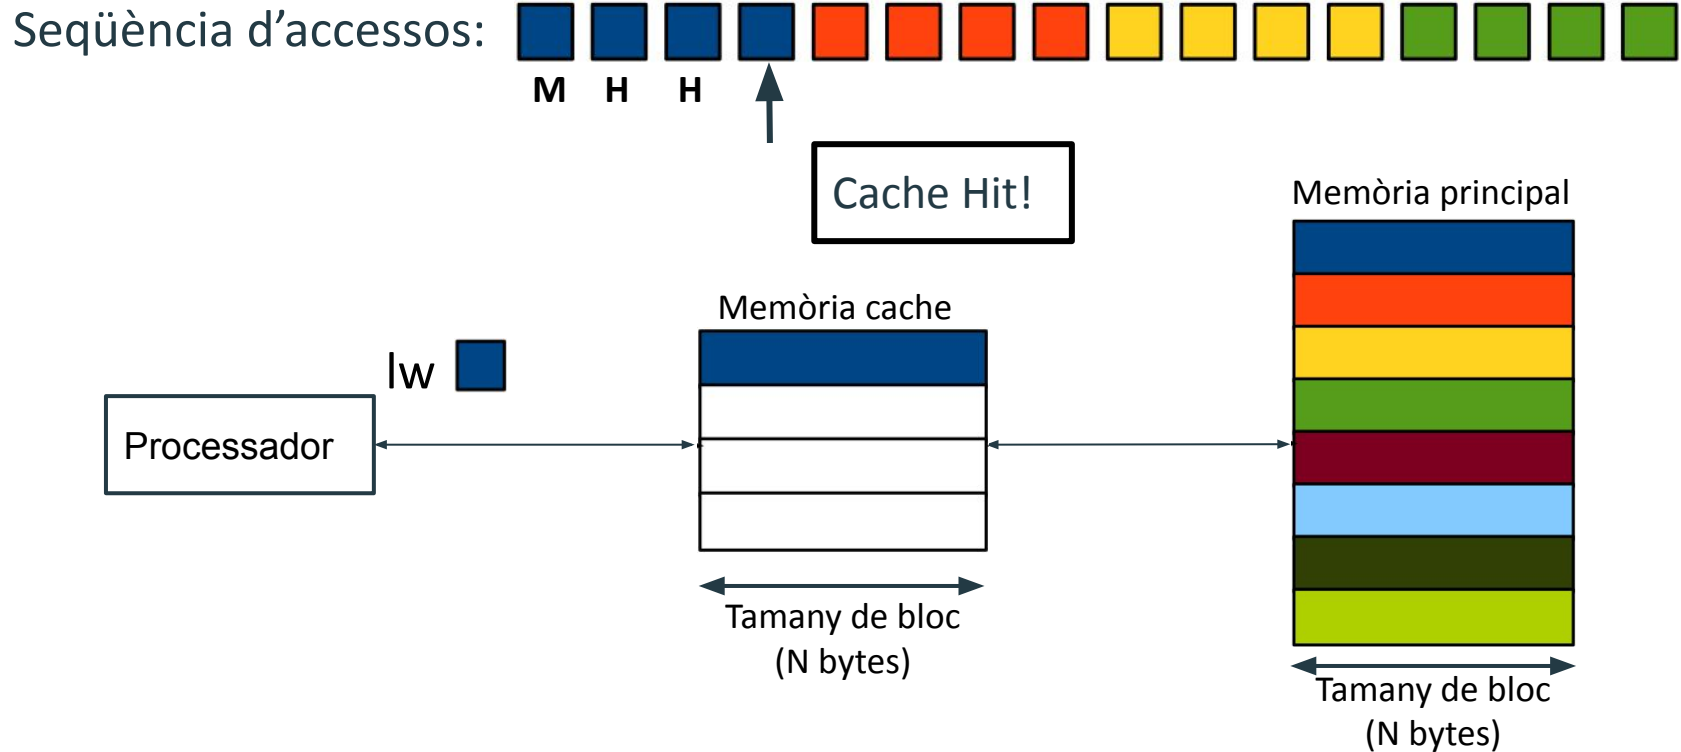 Seqüència d'accessos:
M H H
Cache Hit!
Memòria principal
Memòria cache
lw
Processador
Tamany de bloc
(N bytes)
Tamany de bloc
(N bytes)